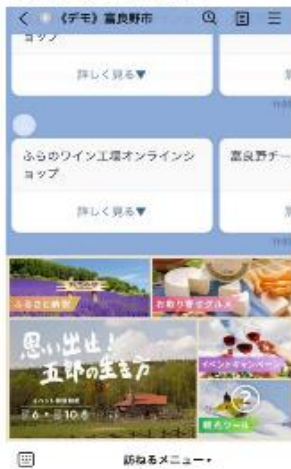 《デモ》富良野市
ョップ
詳しく見る▼
ふらのワイン工場オンラインシ
ョップ
富良野チー
詳しく見る▼
ふるさと納税
お取り寄せグルメ
思い出せ!
五郎の生き方
イベントキャンペーン
?
観光ツール
訪ねるメニュー▾